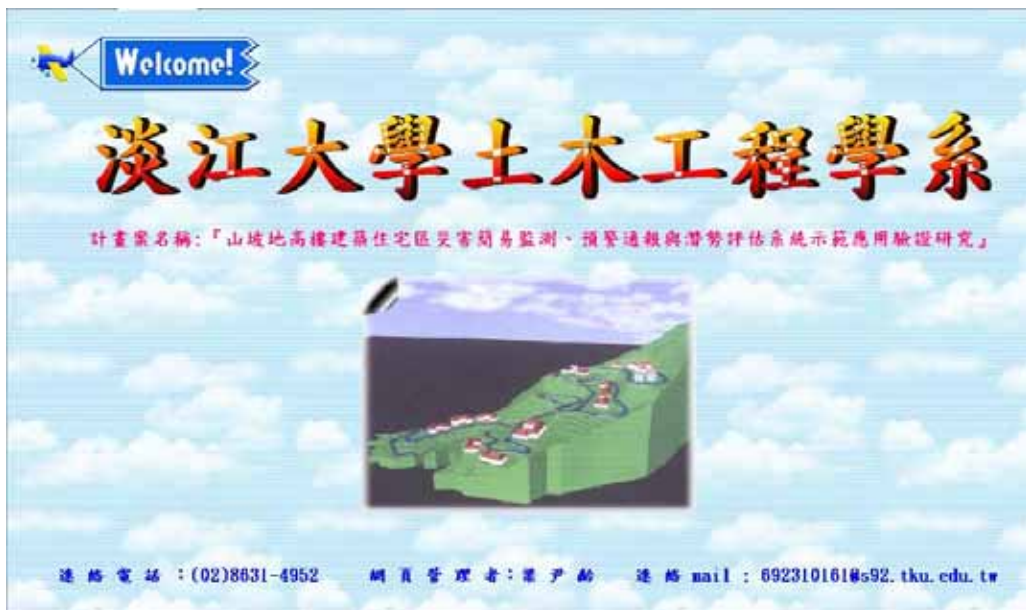 Welcome!
淡江大學土木工程學系
計畫案名稱:『山坡地高樓建築住宅區災害簡易監測、預警通報與潛勢評估系統示範應用驗證研究』
連絡電話:(02)8631-4952 網頁管理者:梁尹齡 連絡mail : 692310161@s92.tku.edu.tw